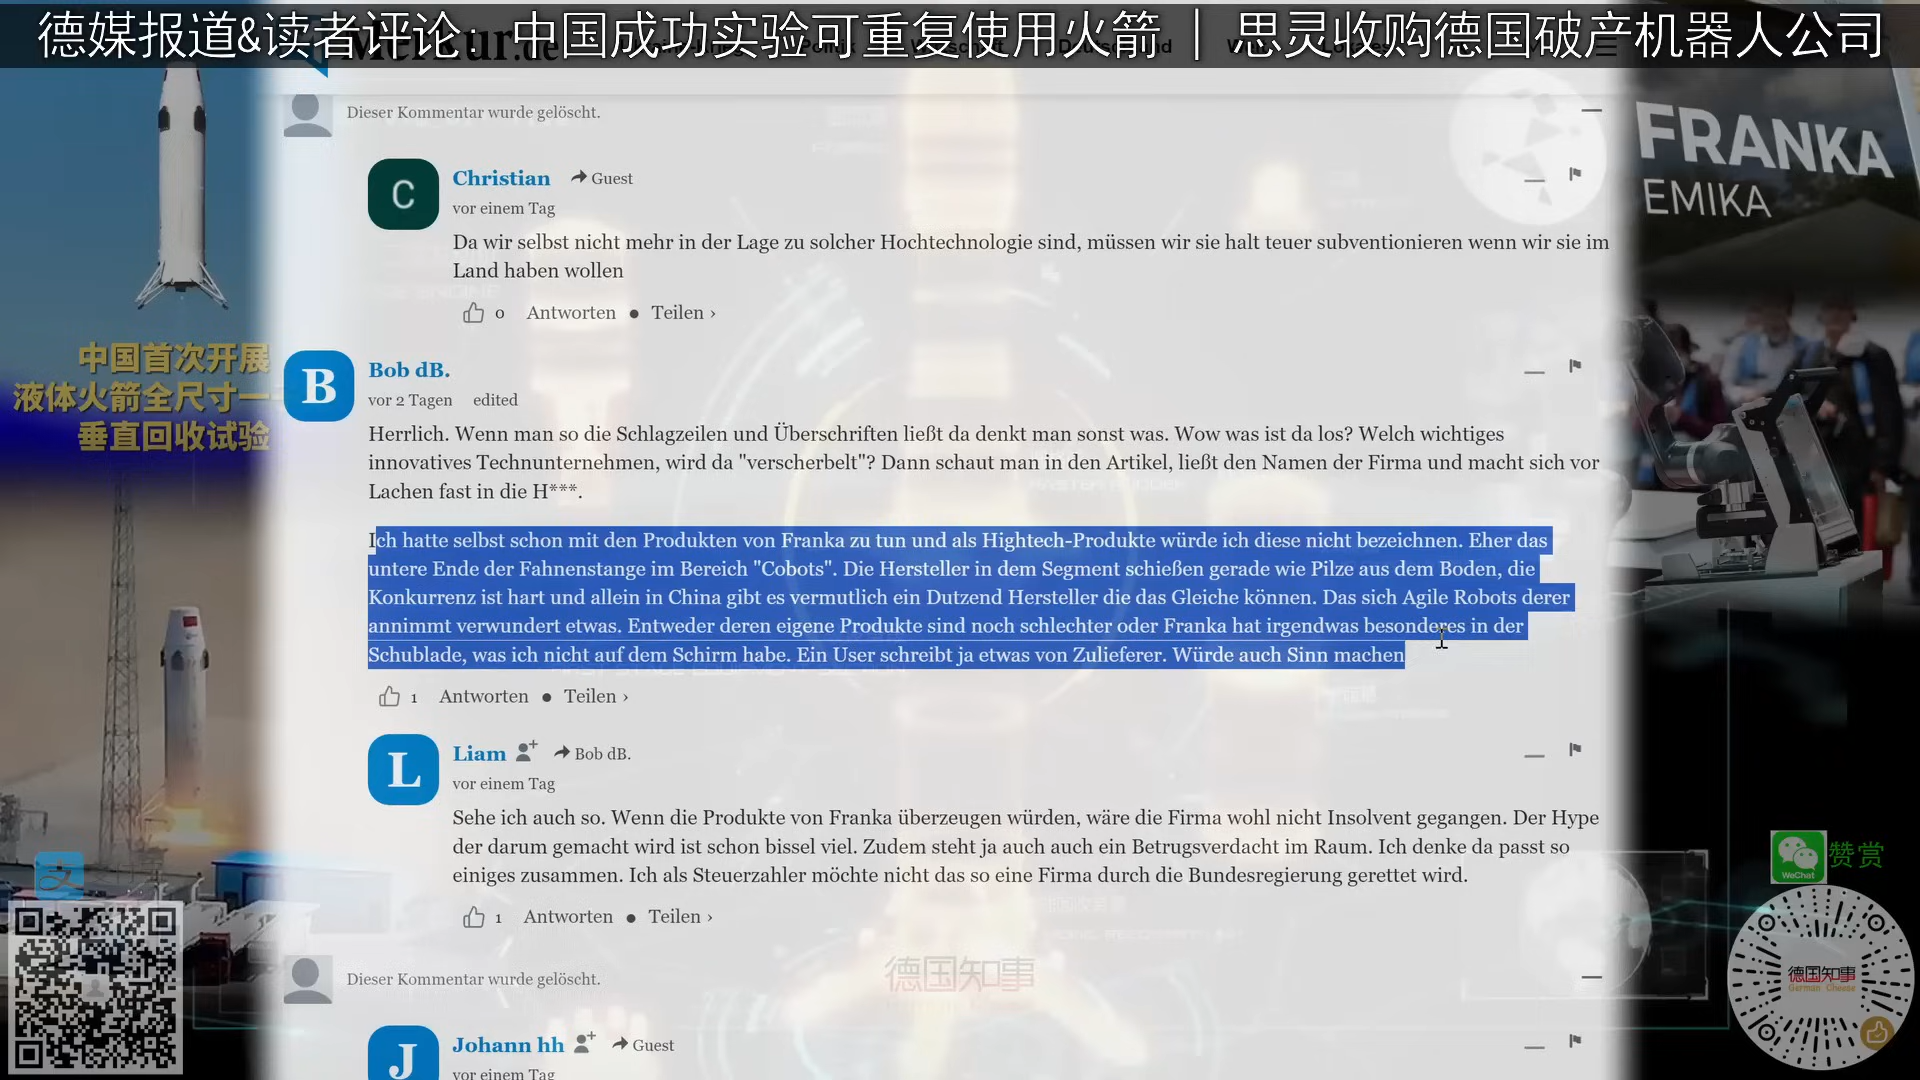 德媒报道&读者评论：中国成功实验可重复使用火箭 | 思灵收购德国破产机器人公司
Dieser Kommentar wurde gelöscht.
FRANKA
EMIKA
C
Christian
Guest
vor einem Tag
Da wir selbst nicht mehr in der Lage zu solcher Hochtechnologie sind, müssen wir sie halt teuer subventionieren wenn wir sie im
Land haben wollen
0 Antworten ● Teilen ›
中国首次开展
液体火箭全尺寸一
垂直回收试验
B
Bob dB.
vor 2 Tagen edited
Herrlich. Wenn man so die Schlagzeilen und Überschriften ließt da denkt man sonst was. Wow was ist da los? Welch wichtiges
innovatives Technunternehmen, wird da "verscherbelt"? Dann schaut man in den Artikel, ließt den Namen der Firma und macht sich vor
Lachen fast in die H***.
Ich hatte selbst schon mit den Produkten von Franka zu tun und als Hightech-Produkte würde ich diese nicht bezeichnen. Eher das
untere Ende der Fahnenstange im Bereich "Cobots". Die Hersteller in dem Segment schießen gerade wie Pilze aus dem Boden, die
Konkurrenz ist hart und allein in China gibt es vermutlich ein Dutzend Hersteller die das Gleiche können. Das sich Agile Robots derer
annimmt verwundert etwas. Entweder deren eigene Produkte sind noch schlechter oder Franka hat irgendwas besonderes in der
Schublade, was ich nicht auf dem Schirm habe. Ein User schreibt ja etwas von Zulieferer. Würde auch Sinn machen
1 Antworten ● Teilen ›
L
Liam
Bob dB.
vor einem Tag
Sehe ich auch so. Wenn die Produkte von Franka überzeugen würden, wäre die Firma wohl nicht Insolvent gegangen. Der Hype
der darum gemacht wird ist schon bissel viel. Zudem steht ja auch auch ein Betrugsverdacht im Raum. Ich denke da passt so
einiges zusammen. Ich als Steuerzahler möchte nicht das so eine Firma durch die Bundesregierung gerettet wird.
1 Antworten ● Teilen ›
支
WeChat
赞赏
德国知事
德国知事
German Cheese
Dieser Kommentar wurde gelöscht.
J
Johann hh
Guest
vor einem Tag